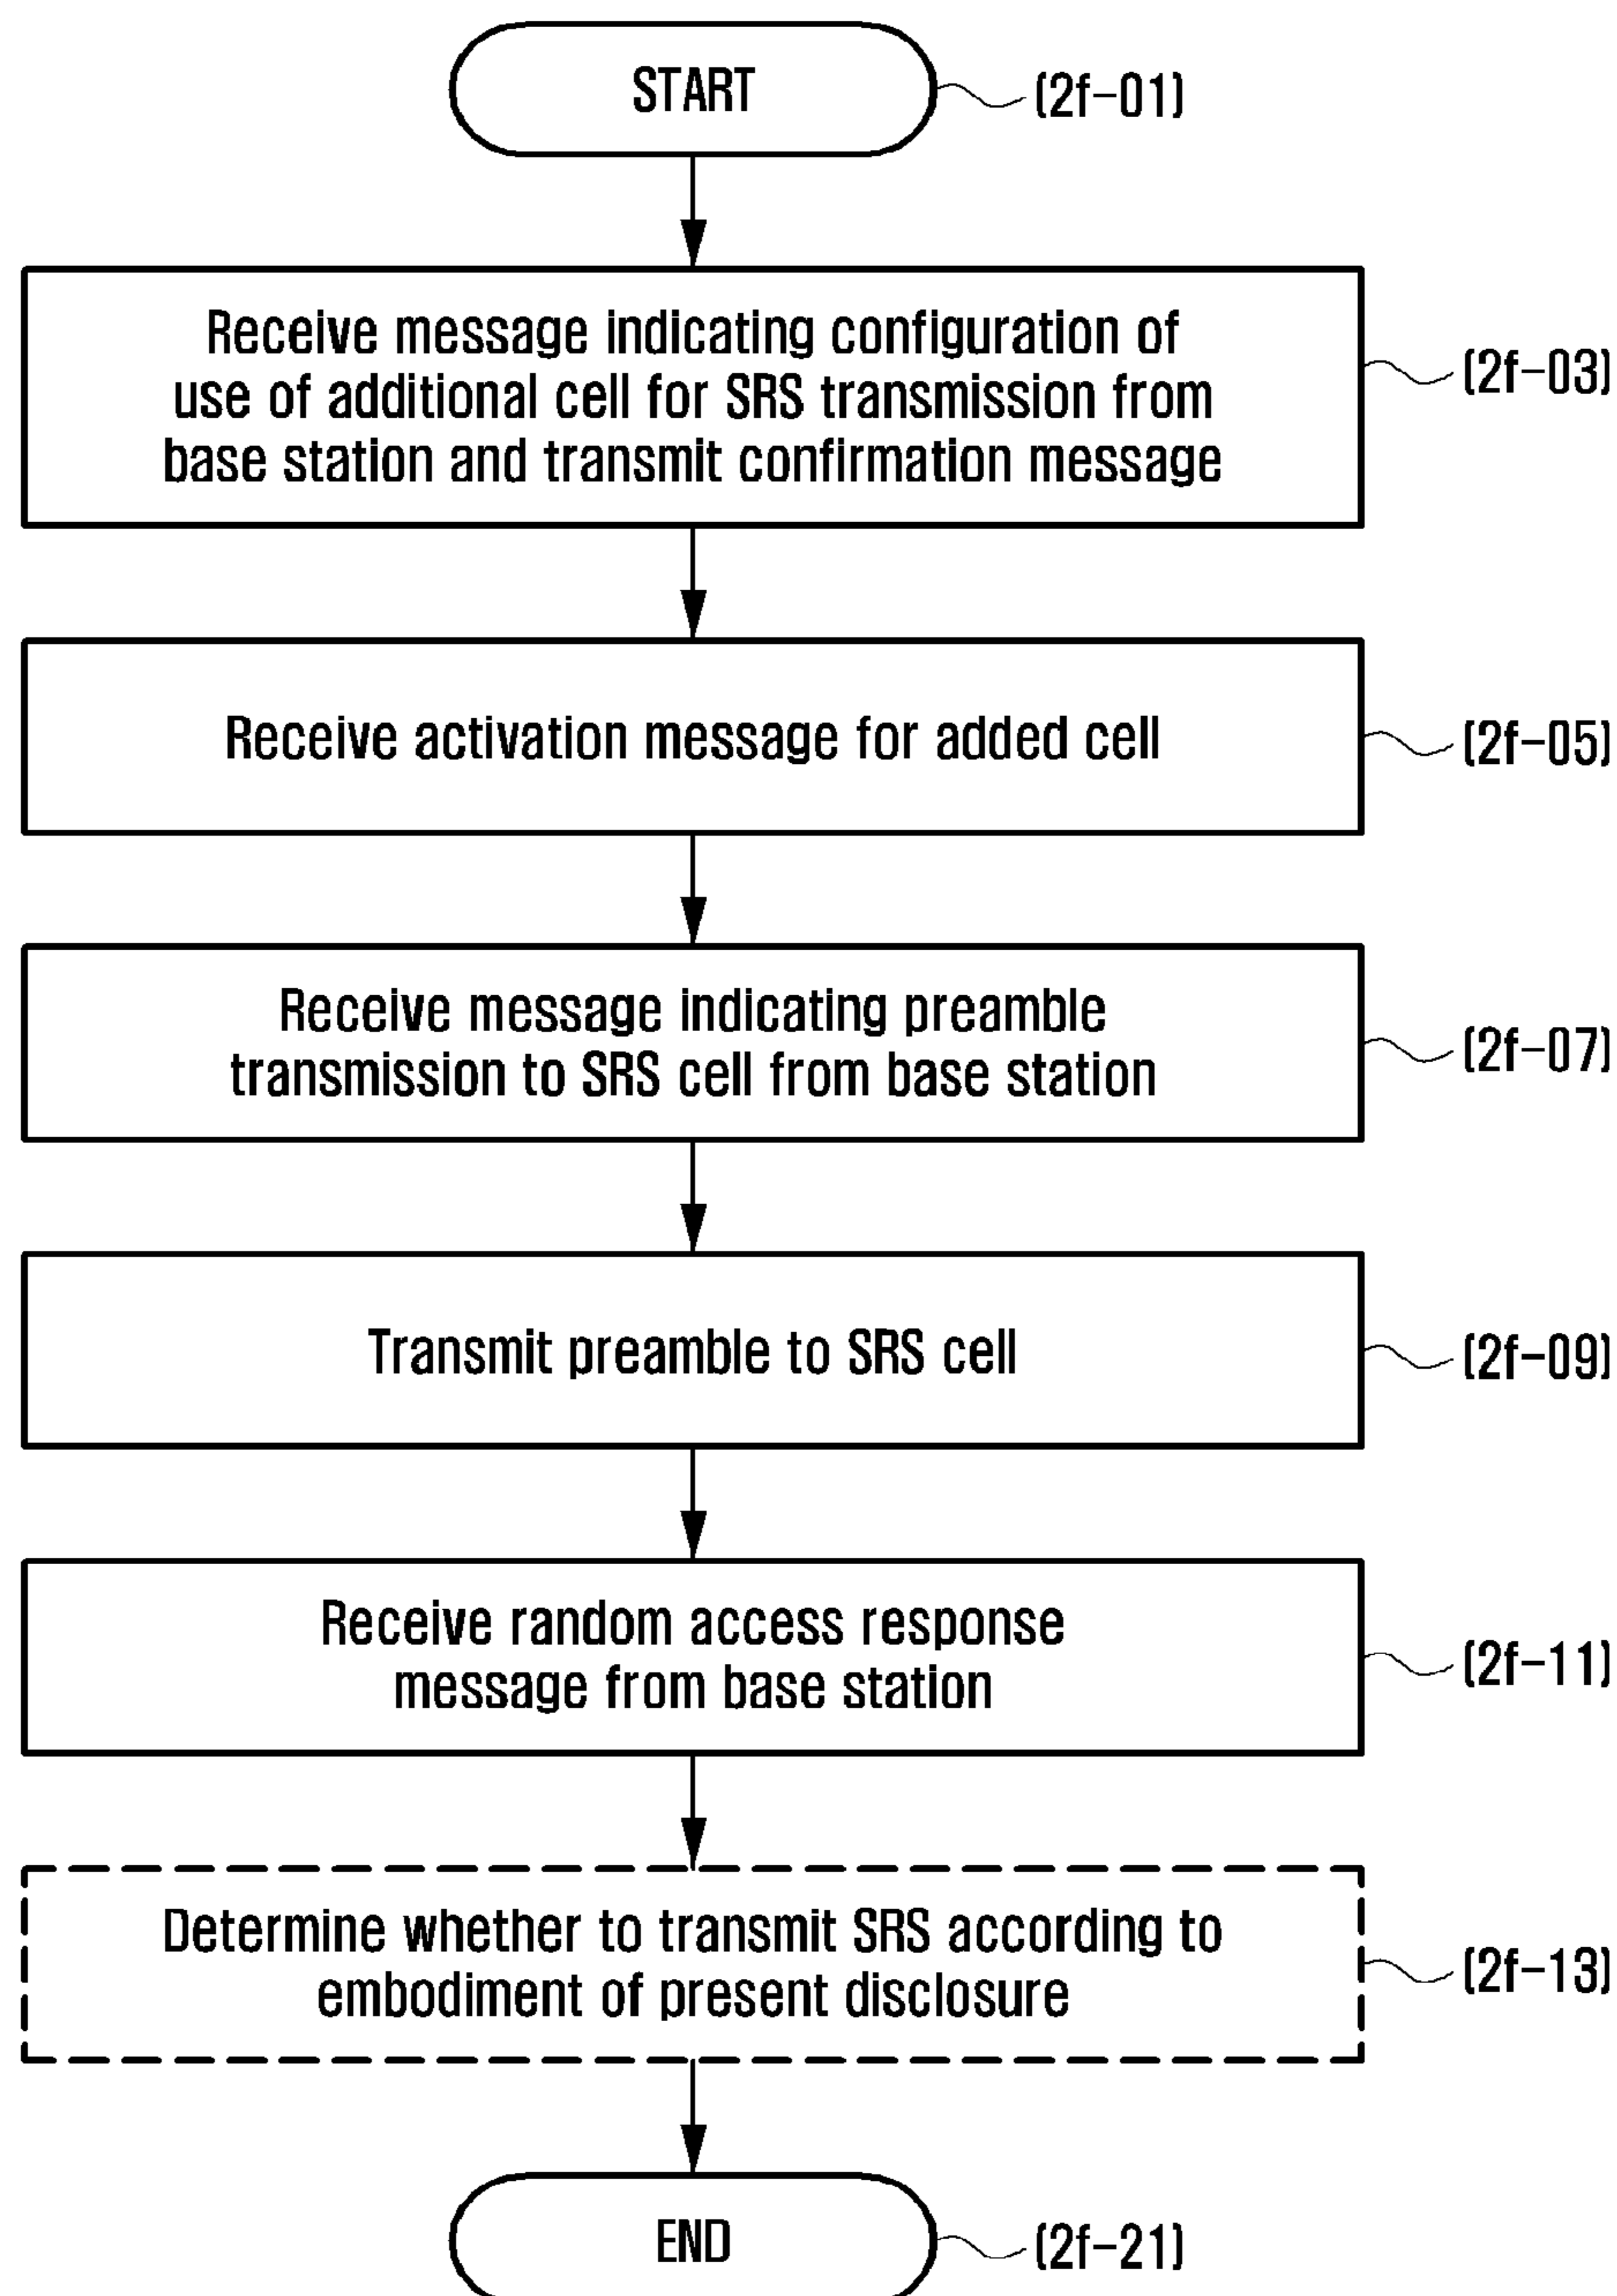 START
(2f-01)
Receive message indicating configuration of
use of additional cell for SRS transmission from
base station and transmit confirmation message
(2f-03)
Receive activation message for added cell
(2f-05)
Receive message indicating preamble
transmission to SRS cell from base station
(2f-07)
Transmit preamble to SRS cell
(2f-09)
Receive random access response
message from base station
(2f-11)
Determine whether to transmit SRS according to
embodiment of present disclosure
(2f-13)
END
(2f-21)